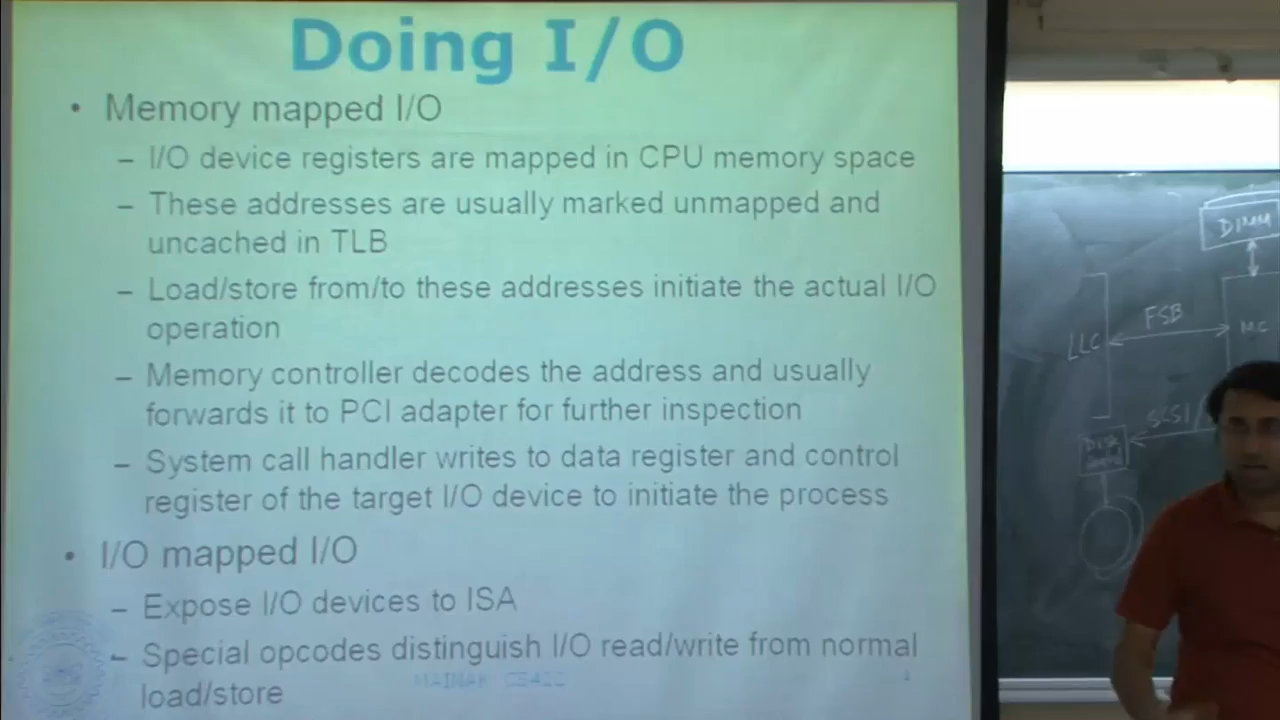 Doing I/O
• Memory mapped I/O
– I/O device registers are mapped in CPU memory space
– These addresses are usually marked unmapped and
uncached in TLB
– Load/store from/to these addresses initiate the actual I/O
operation
– Memory controller decodes the address and usually
forwards it to PCI adapter for further inspection
– System call handler writes to data register and control
register of the target I/O device to initiate the process
• I/O mapped I/O
– Expose I/O devices to ISA
– Special opcodes distinguish I/O read/write from normal
load/store
MAINAK CS422
DIMM
FSB
LLC
MC
SCSI/
Disk